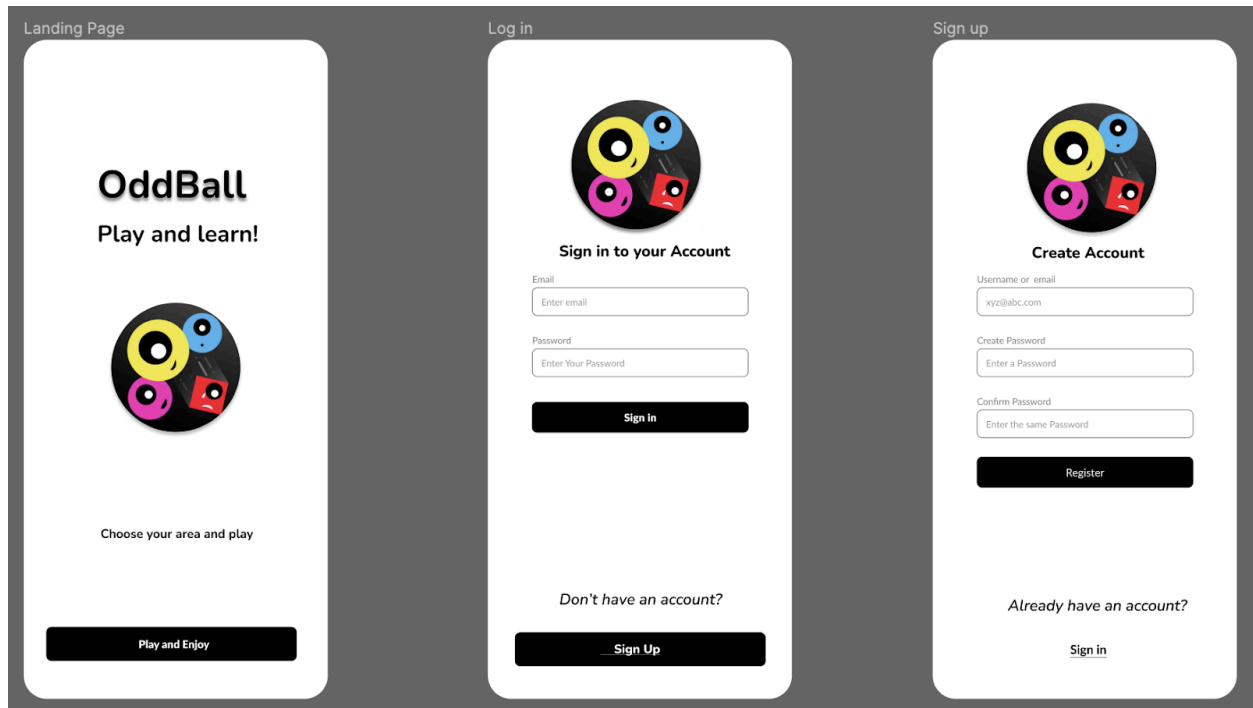 Landing Page
OddBall
Play and learn!
Choose your area and play
Play and Enjoy
Log in
Sign in to your Account
Email
Enter email
Password
Enter Your Password
Sign in
Don't have an account?
Sign Up
Sign up
Create Account
Username or email
xyz@abc.com
Create Password
Enter a Password
Confirm Password
Enter the same Password
Register
Already have an account?
Sign in